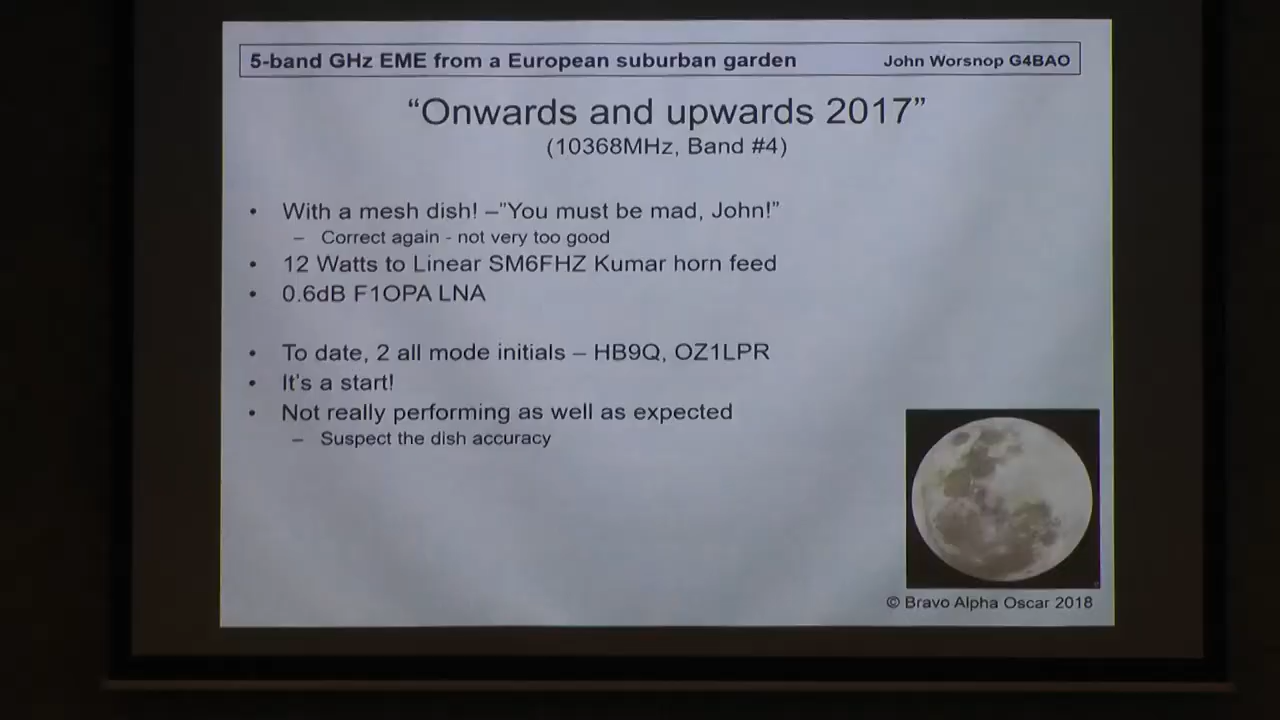 5-band GHz EME from a European suburban garden John Worsnop G4BAO
“Onwards and upwards 2017”
(10368MHz, Band #4)
• With a mesh dish! –”You must be mad, John!”
– Correct again - not very too good
• 12 Watts to Linear SM6FHZ Kumar horn feed
• 0.6dB F1OPA LNA
• To date, 2 all mode initials – HB9Q, OZ1LPR
• It's a start!
• Not really performing as well as expected
– Suspect the dish accuracy
© Bravo Alpha Oscar 2018